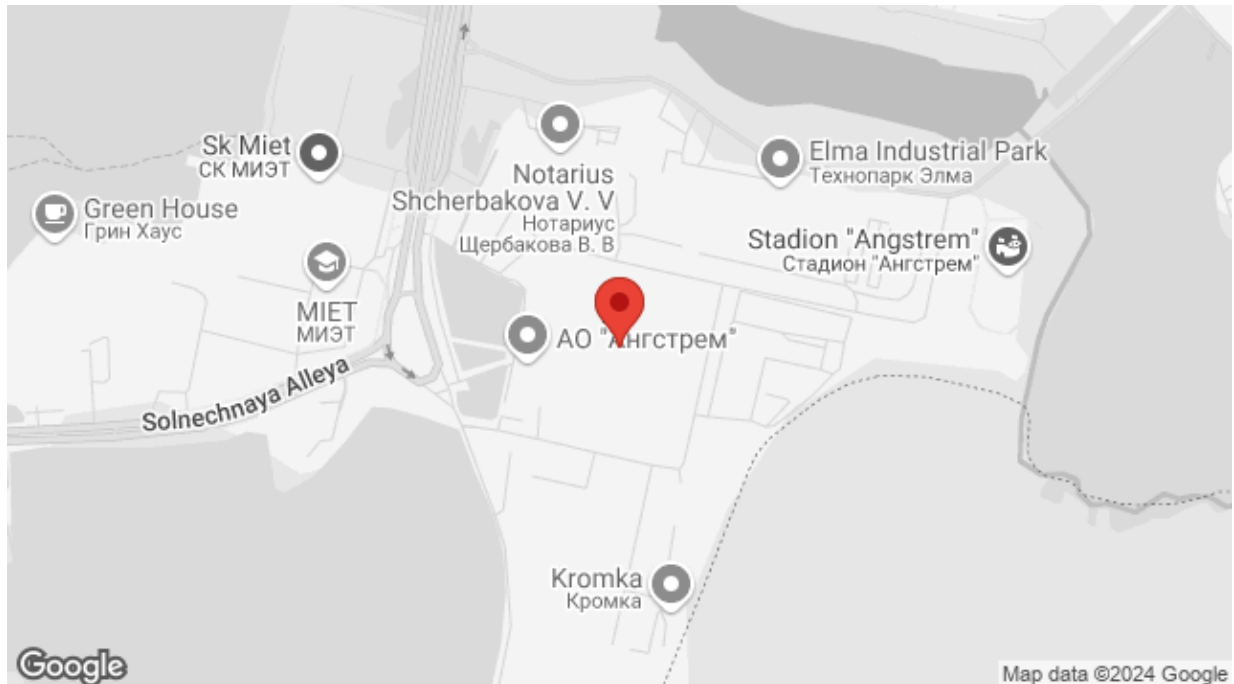 Sk Miet
СК МИЭТ
Green House
Грин Хаус
Notarius
Shcherbakova V. V
Нотариус
Щербакова В. В
Elma Industrial Park
Технопарк Элма
Stadion "Angstrem"
Стадион "Ангстрем"
MIET
МИЭТ
АО "Ангстрем"
Solnechnaya Alleya
Kromka
Кромка
Google
Map data ©2024 Google